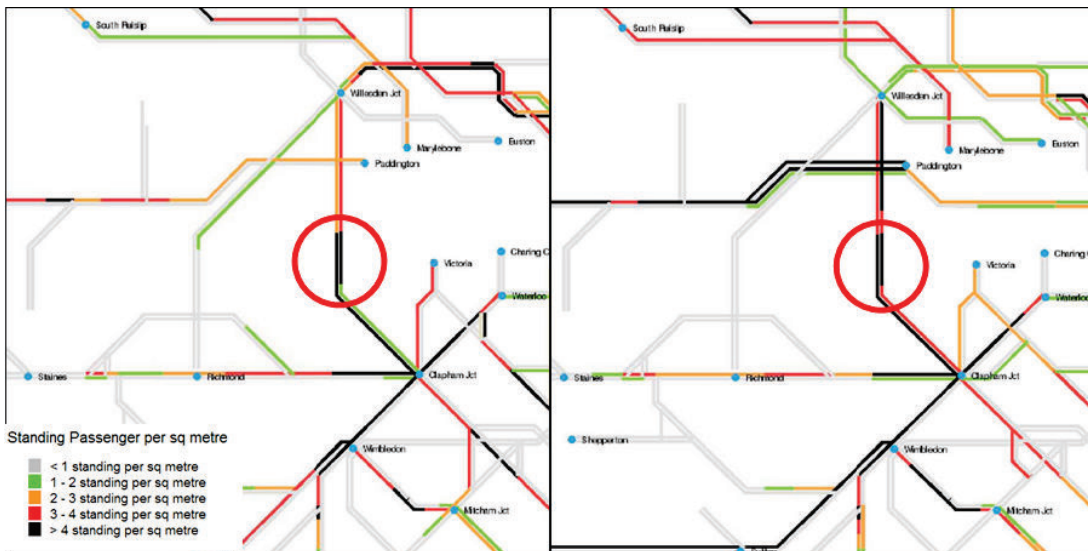 South Ruislip
Willesden Jct
Marylebone
Euston
Paddington
Victoria
Charing C
Waterloo
Staines
Richmond
Clapham Jct
Wimbledon
Mitcham Jct
Standing Passenger per sq metre
< 1 standing per sq metre
1 - 2 standing per sq metre
2 - 3 standing per sq metre
3 - 4 standing per sq metre
> 4 standing per sq metre
South Ruislip
Willesden Jct
Marylebone
Euston
Paddington
Victoria
Charing C
Waterloo
Staines
Richmond
Clapham Jct
Shepperton
Wimbledon
Mitcham Jct